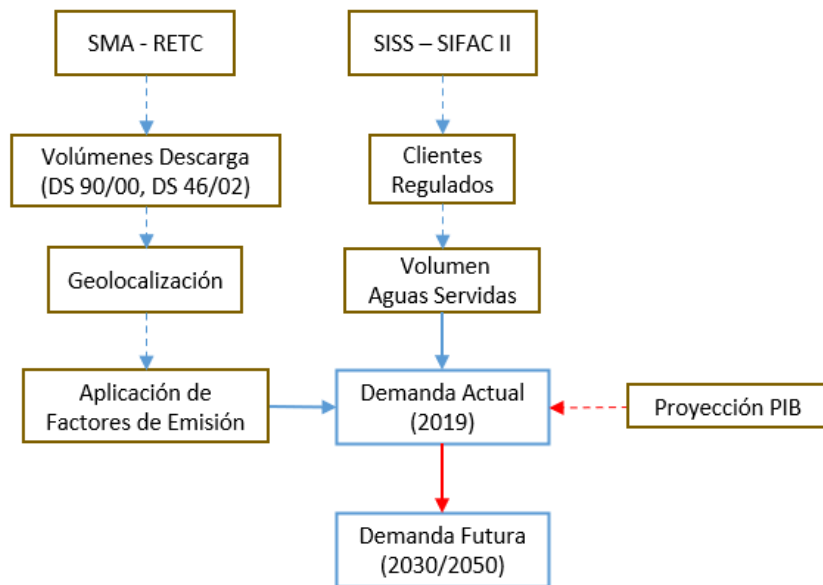 SMA - RETC
SISS – SIFAC II
Volúmenes Descarga
(DS 90/00, DS 46/02)
Clientes
Regulados
Geolocalización
Volumen
Aguas Servidas
Aplicación de
Factores de Emisión
Demanda Actual
(2019)
Proyección PIB
Demanda Futura
(2030/2050)